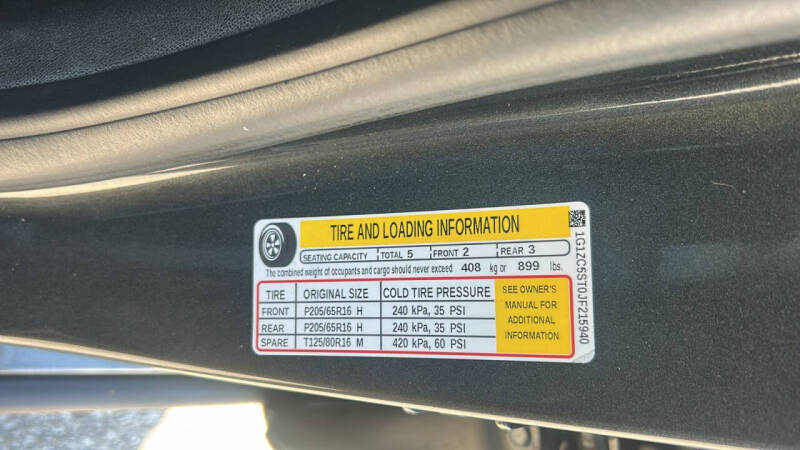 TIRE AND LOADING INFORMATION
SEATING CAPACITY TOTAL 5 FRONT 2 REAR 3
The combined weight of occupants and cargo should never exceed 408 kg or 899 lbs.
TIRE ORIGINAL SIZE COLD TIRE PRESSURE
FRONT P205/65R16 H 240 kPa, 35 PSI
REAR P205/65R16 H 240 kPa, 35 PSI
SPARE T125/80R16 M 420 kPa, 60 PSI
SEE OWNER'S
MANUAL FOR
ADDITIONAL
INFORMATION
1G1ZC5ST0JF215940